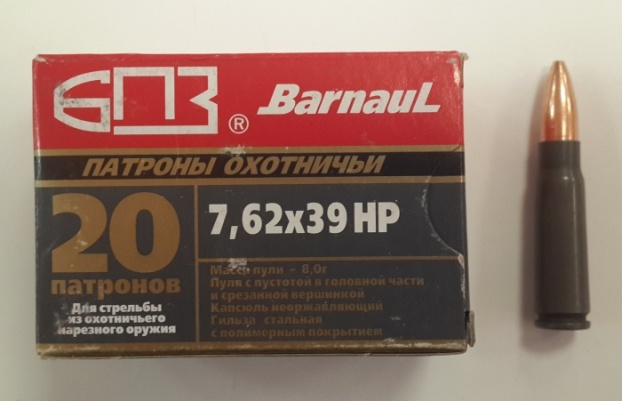 БПЗ ® Barnaul
ПАТРОНЫ ОХОТНИЧЬИ
20
патронов
Для стрельбы
из охотничьего
нарезного оружия
7,62x39 HP
Масса пули - 8,0г
Пуля с пустотой в головной части
и срезанной вершинкой
Капсюль неоржавляющий
Гильза стальная
с полимерным покрытием